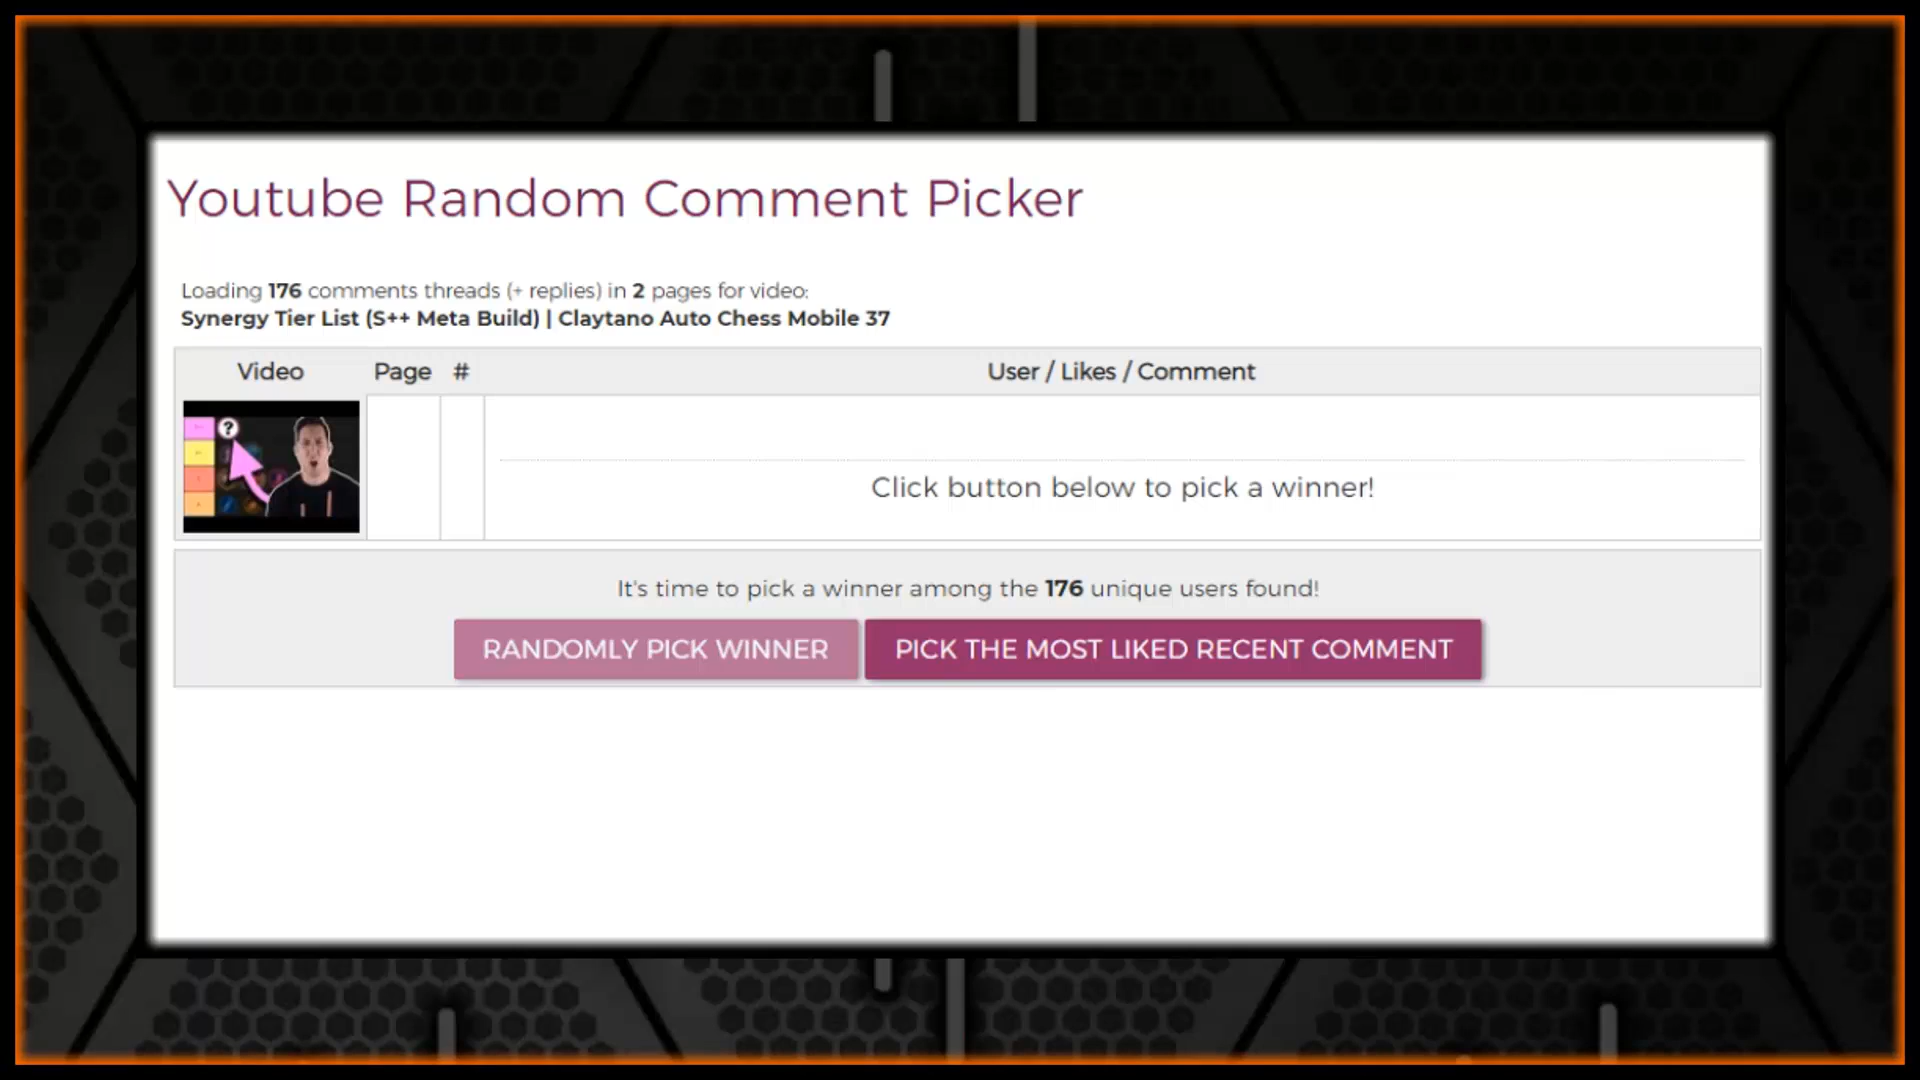 Youtube Random Comment Picker
Loading 176 comments threads (+ replies) in 2 pages for video:
Synergy Tier List (S++ Meta Build) | Claytano Auto Chess Mobile 37
Video Page # User / Likes / Comment
?
Click button below to pick a winner!
It's time to pick a winner among the 176 unique users found!
RANDOMLY PICK WINNER PICK THE MOST LIKED RECENT COMMENT